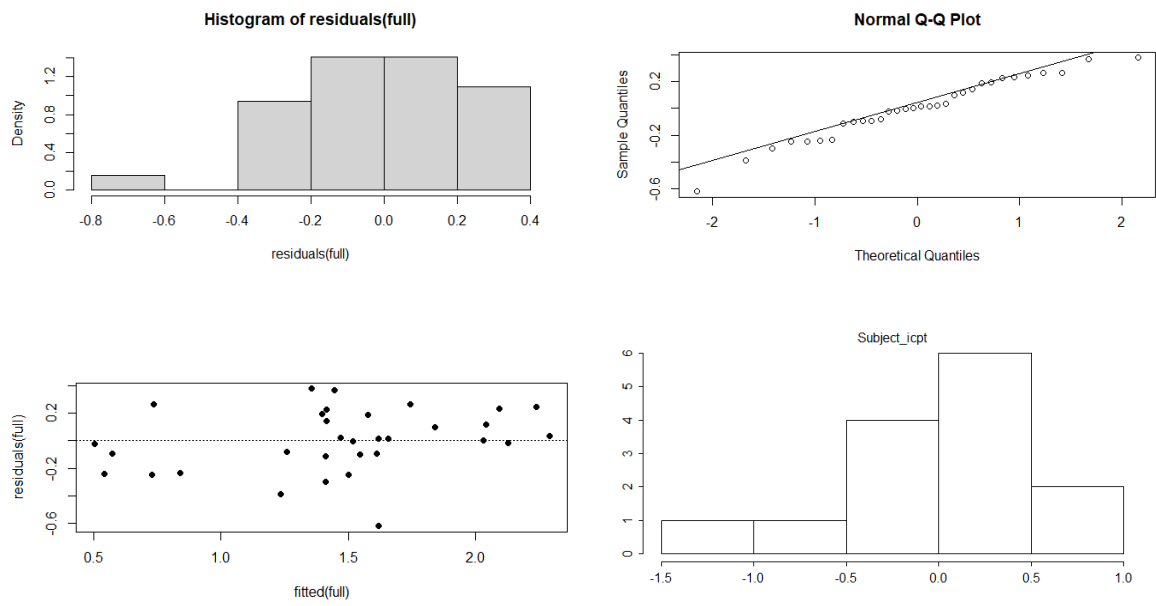 Histogram of residuals(full)
Density
0.0 0.4 0.8 1.2
-0.8 -0.6 -0.4 -0.2 0.0 0.2 0.4
residuals(full)
Normal Q-Q Plot
Sample Quantiles
-0.6 -0.2 0.2
-2 -1 0 1 2
Theoretical Quantiles
residuals(full)
-0.6 -0.2 0.2
0.5 1.0 1.5 2.0
fitted(full)
Subject_icpt
0 1 2 3 4 5 6
-1.5 -1.0 -0.5 0.0 0.5 1.0